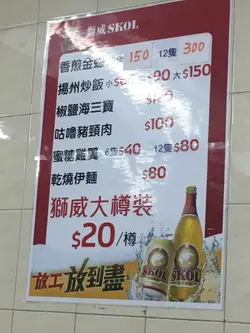 獅威 SKOL
香煎金 150 12隻 300
揚州炒飯 小$ $90 大$150
椒鹽海三寶
咕嚕豬頸肉 $100
蜜糖雞翼 6隻$40 12隻$80
乾燒伊麵 $80
獅威大樽裝
$20/樽
放工放到盡
SKOL
SKOL